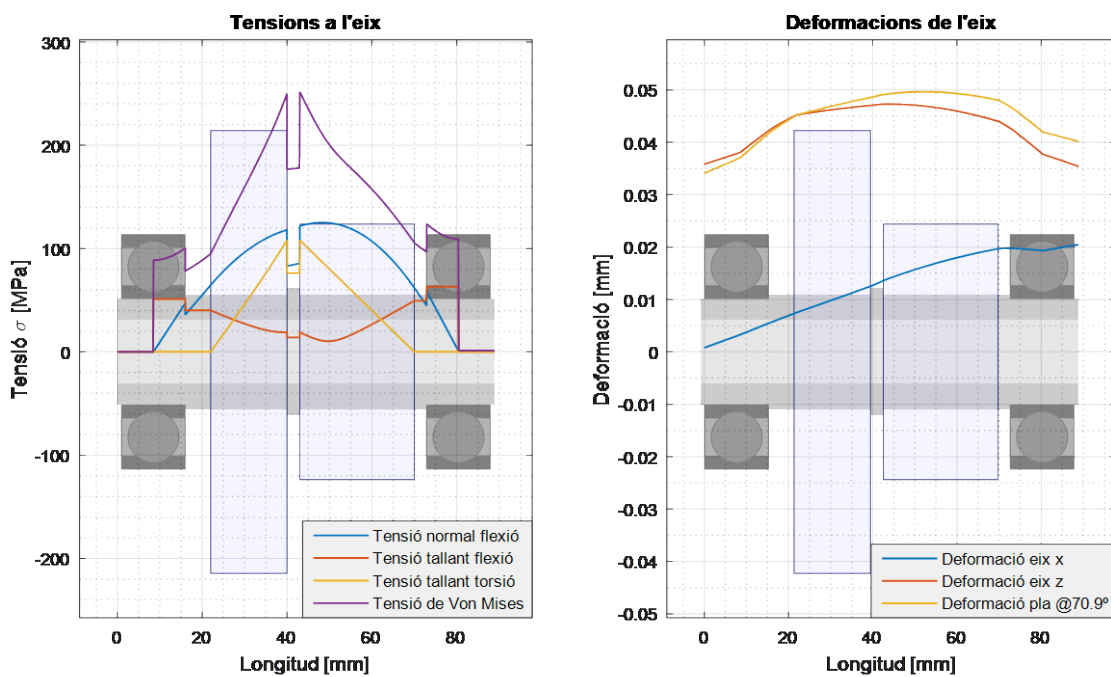 Tensions a l'eix
300
200
100
0
-100
-200
Tensió σ [MPa]
0
20
40
60
80
Longitud [mm]
Tensió normal flexió
Tensió tallant flexió
Tensió tallant torsió
Tensió de Von Mises
Deformacions de l'eix
0.05
0.04
0.03
0.02
0.01
0
-0.01
-0.02
-0.03
-0.04
-0.05
Deformació [mm]
0
20
40
60
80
Longitud [mm]
Deformació eix x
Deformació eix z
Deformació pla @70.9º